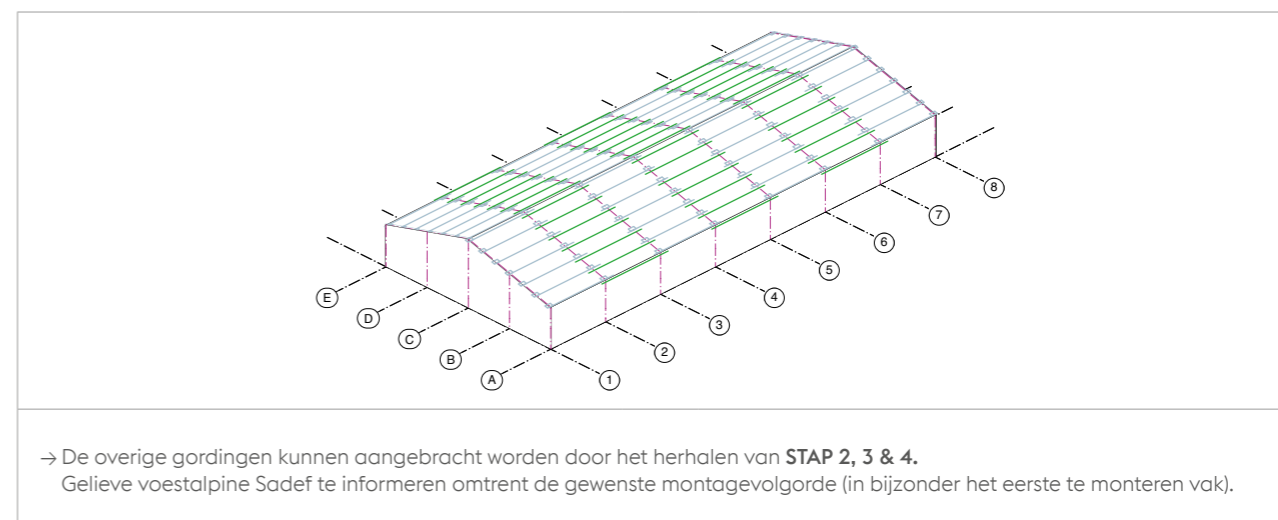 8
7
6
5
4
3
2
1
E
D
C
B
A
→ De overige gordingen kunnen aangebracht worden door het herhalen van STAP 2, 3 & 4.
Gelieve voestalpine Sadef te informeren omtrent de gewenste montagevolgorde (in bijzonder het eerste te monteren vak).